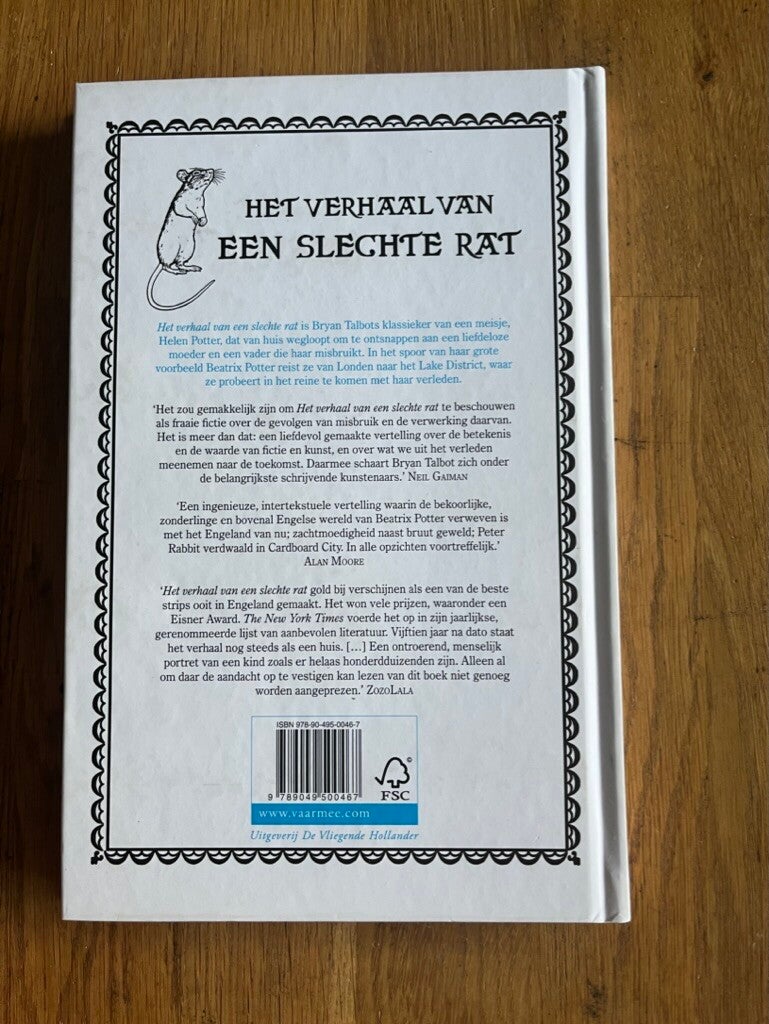 HET VERHAAL VAN
EEN SLECHTE RAT
Het verhaal van een slechte rat is Bryan Talbots klassieker van een meisje,
Helen Potter, dat van huis wegloopt om te ontsnappen aan een liefdeloze
moeder en een vader die haar misbruikt. In het spoor van haar grote
voorbeeld Beatrix Potter reist ze van Londen naar het Lake District, waar
ze probeert in het reine te komen met haar verleden.
'Het zou gemakkelijk zijn om Het verhaal van een slechte rat te beschouwen
als fraaie fictie over de gevolgen van misbruik en de verwerking daarvan.
Het is meer dan dat: een liefdevol gemaakte vertelling over de betekenis
en de waarde van fictie en kunst, en over wat we uit het verleden
meenemen naar de toekomst. Daarmee schaart Bryan Talbot zich onder
de belangrijkste schrijvende kunstenaars.' NEIL GAIMAN
'Een ingenieuze, intertekstuele vertelling waarin de bekoorlijke,
zonderlinge en bovenal Engelse wereld van Beatrix Potter verweven is
met het Engeland van nu; zachtmoedigheid naast bruut geweld; Peter
Rabbit verdwaald in Cardboard City. In alle opzichten voortreffelijk.'
ALAN MOORE
'Het verhaal van een slechte rat gold bij verschijnen als een van de beste
strips ooit in Engeland gemaakt. Het won vele prijzen, waaronder een
Eisner Award. The New York Times voerde het op in zijn jaarlijkse,
gerenommeerde lijst van aanbevolen literatuur. Vijftien jaar na dato staat
het verhaal nog steeds als een huis. [...] Een ontroerend, menselijk
portret van een kind zoals er helaas honderdduizenden zijn. Alleen al
om daar de aandacht op te vestigen kan lezen van dit boek niet genoeg
worden aangeprezen.' ZOZOLALA
ISBN 978-90-495-0046-7
9 789049 500467
©
FSC
www.vaarmee.com
Uitgeverij De Vliegende Hollander